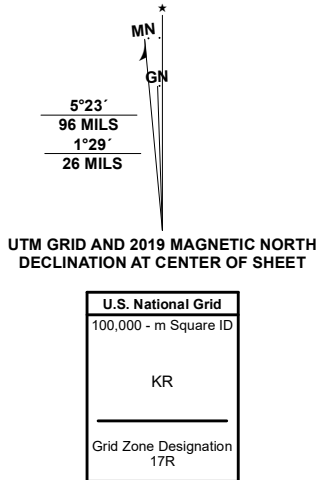 ★
MN
GN
5°23´
96 MILS
1°29´
26 MILS
UTM GRID AND 2019 MAGNETIC NORTH
DECLINATION AT CENTER OF SHEET
U.S. National Grid
100,000 - m Square ID
KR
Grid Zone Designation
17R